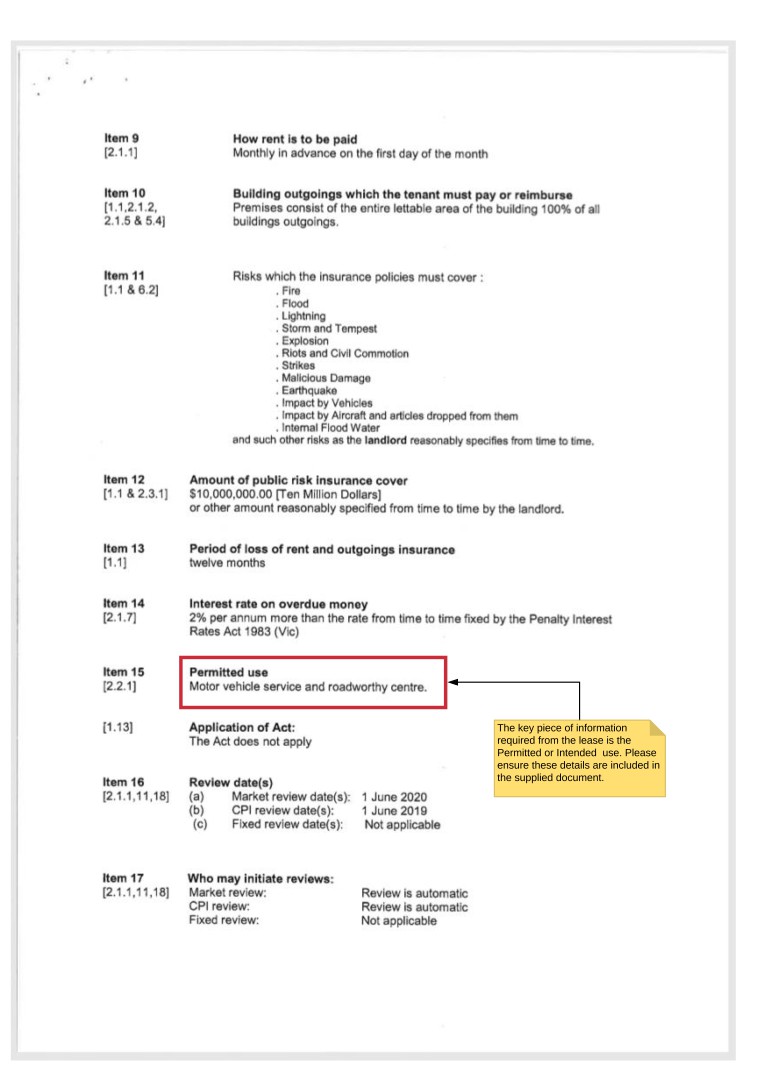 Item 9 How rent is to be paid
[2.1.1] Monthly in advance on the first day of the month
Item 10 Building outgoings which the tenant must pay or reimburse
[1.1,2.1.2, Premises consist of the entire lettable area of the building 100% of all
2.1.5 & 5.4] buildings outgoings.
Item 11 Risks which the insurance policies must cover :
[1.1 & 6.2] . Fire
. Flood
. Lightning
. Storm and Tempest
. Explosion
. Riots and Civil Commotion
. Strikes
. Malicious Damage
. Earthquake
. Impact by Vehicles
. Impact by Aircraft and articles dropped from them
. Internal Flood Water
and such other risks as the landlord reasonably specifies from time to time.
Item 12 Amount of public risk insurance cover
[1.1 & 2.3.1] $10,000,000.00 [Ten Million Dollars]
or other amount reasonably specified from time to time by the landlord.
Item 13 Period of loss of rent and outgoings insurance
[1.1] twelve months
Item 14 Interest rate on overdue money
[2.1.7] 2% per annum more than the rate from time to time fixed by the Penalty Interest
Rates Act 1983 (Vic)
Item 15 Permitted use
[2.2.1] Motor vehicle service and roadworthy centre.
[1.13] Application of Act:
The Act does not apply
The key piece of information
required from the lease is the
Permitted or Intended use. Please
ensure these details are included in
the supplied document.
Item 16 Review date(s)
[2.1.1,11,18] (a) Market review date(s): 1 June 2020
(b) CPI review date(s): 1 June 2019
(c) Fixed review date(s): Not applicable
Item 17 Who may initiate reviews:
[2.1.1,11,18] Market review: Review is automatic
CPI review: Review is automatic
Fixed review: Not applicable